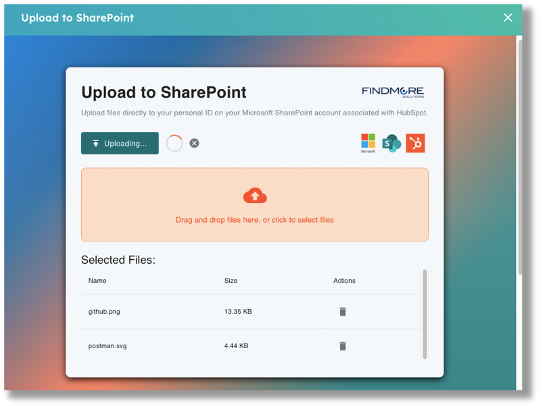 Upload to SharePoint
Upload to SharePoint
FINDMORE
SOLUTIONS
Upload files directly to your personal ID on your Microsoft SharePoint account associated with HubSpot.
Uploading...
Microsoft
S
Drag and drop files here, or click to select files
Selected Files:
Name Size Actions
github.png 13.35 KB
postman.svg 4.44 KB